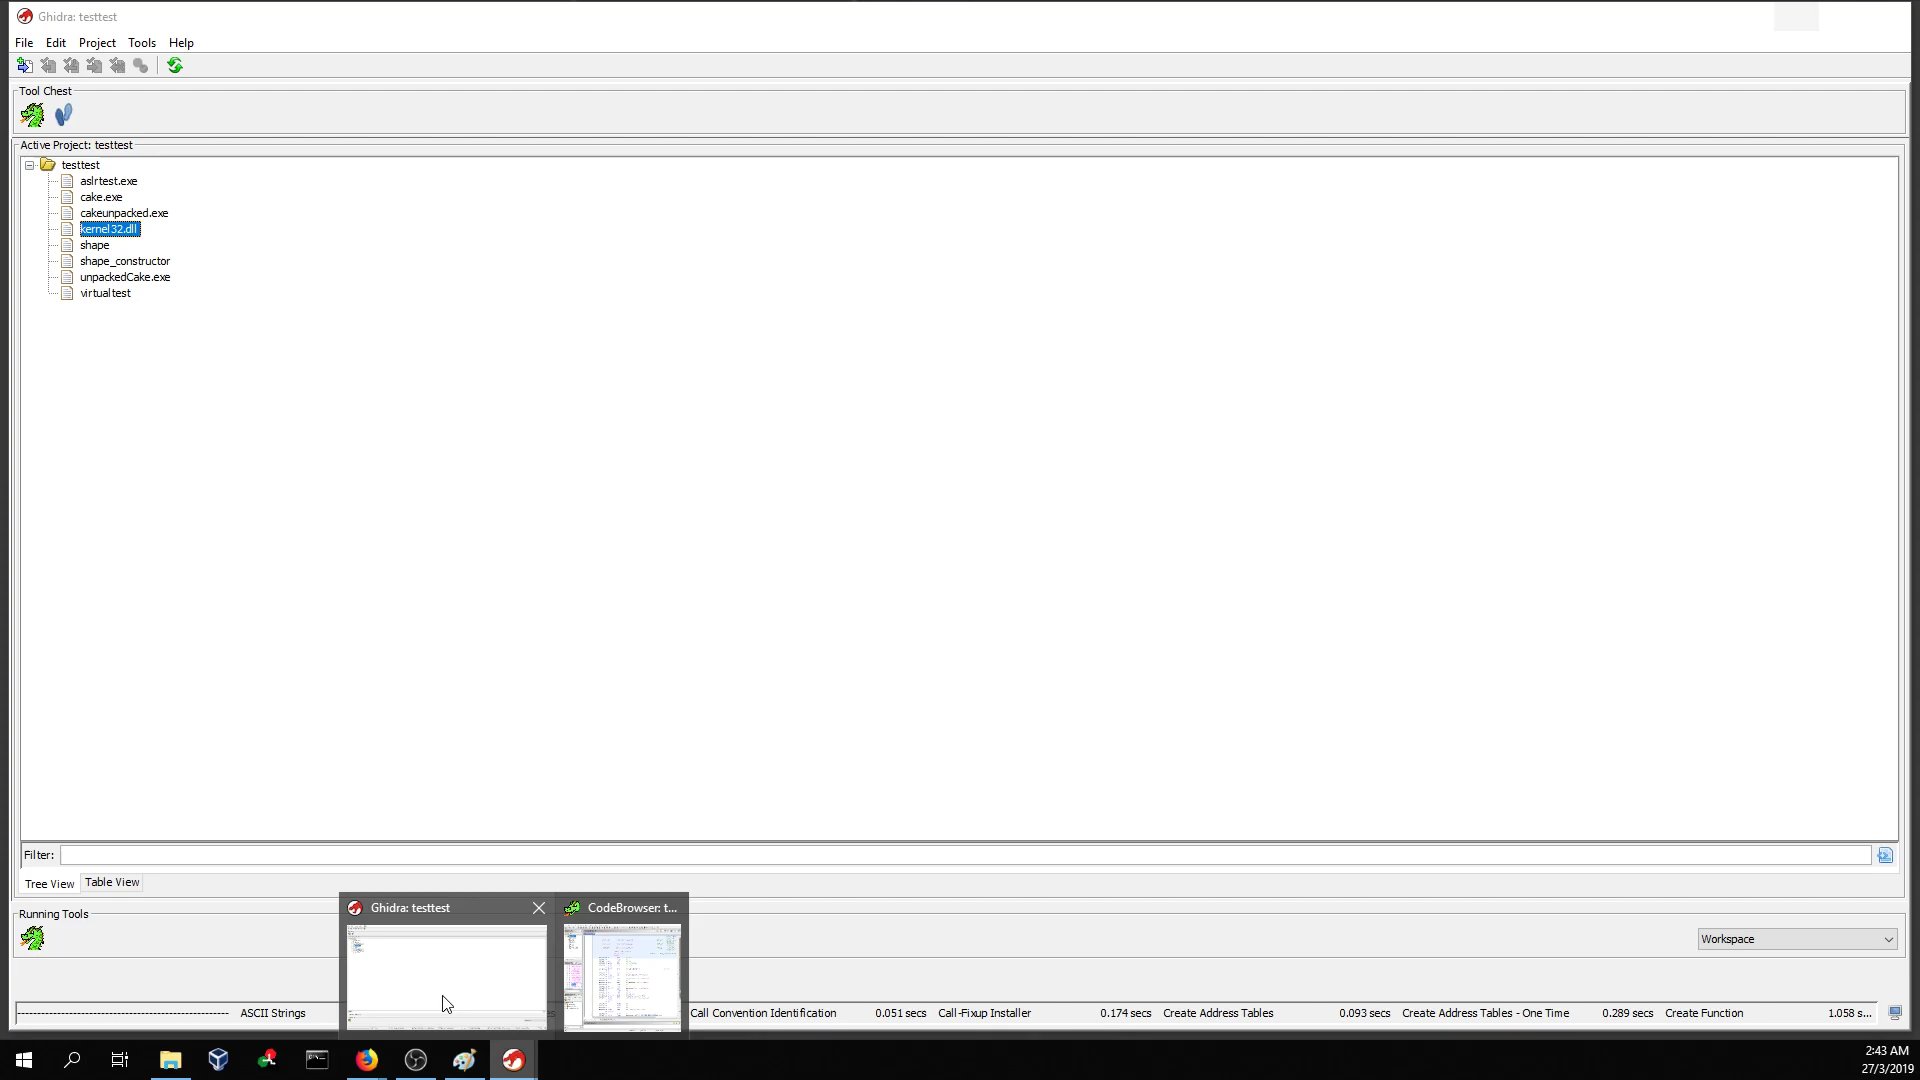 Ghidra: testtest
File Edit Project Tools Help
Tool Chest
Active Project: testtest
testtest
aslrtest.exe
cake.exe
cakeunpacked.exe
kernel32.dll
shape
shape_constructor
unpackedCake.exe
virtualtest
Filter:
Tree View Table View
Running Tools
Workspace
Ghidra: testtest
CodeBrowser: t...
ASCII Strings
Call Convention Identification 0.051 secs Call-Fixup Installer 0.174 secs Create Address Tables 0.093 secs Create Address Tables - One Time 0.289 secs Create Function 1.058 s...
2:43 AM
27/3/2019